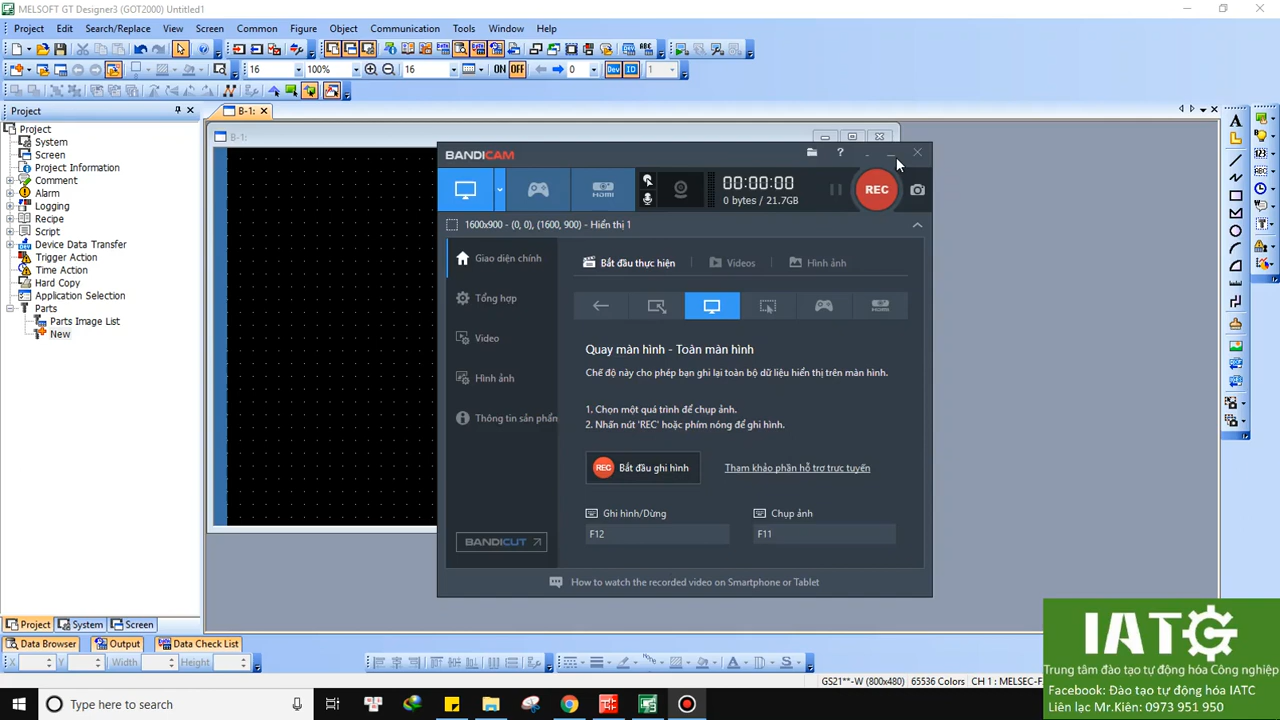 MELSOFT GT Designer3 (GOT2000) Untitled1
Project Edit Search/Replace View Screen Common Figure Object Communication Tools Window Help
16 100% 16 ON OFF 0 Dev ID 1
Project
B-1:
Project
System
Screen
Project Information
Comment
Alarm
Logging
Recipe
Script
Device Data Transfer
Trigger Action
Time Action
Hard Copy
Application Selection
Parts
Parts Image List
New
B-1:
BANDICAM
HDMI
00:00:00
0 bytes / 21.7GB
REC
1600x900 - (0, 0), (1600, 900) - Hiển thị 1
Giao diện chính
Tổng hợp
Video
Hình ảnh
Thông tin sản phẩm
BANDICUT
Bắt đầu thực hiện Videos Hình ảnh
HDMI
Quay màn hình - Toàn màn hình
Chế độ này cho phép bạn ghi lại toàn bộ dữ liệu hiển thị trên màn hình.
1. Chọn một quá trình để chụp ảnh.
2. Nhấn nút 'REC' hoặc phím nóng để ghi hình.
REC Bắt đầu ghi hình Tham khảo phần hỗ trợ trực tuyến
Ghi hình/Dừng Chụp ảnh
F12 F11
How to watch the recorded video on Smartphone or Tablet
Project System Screen
Data Browser Output Data Check List
X Y Width Height
GS21**-W (800x480) 65536 Colors CH 1 : MELSEC-F
Type here to search
IATC
Trung tâm đào tạo tự động hóa Công nghiệp
Facebook: Đào tạo tự động hóa IATC
Liên lạc Mr.Kiên: 0973 951 950